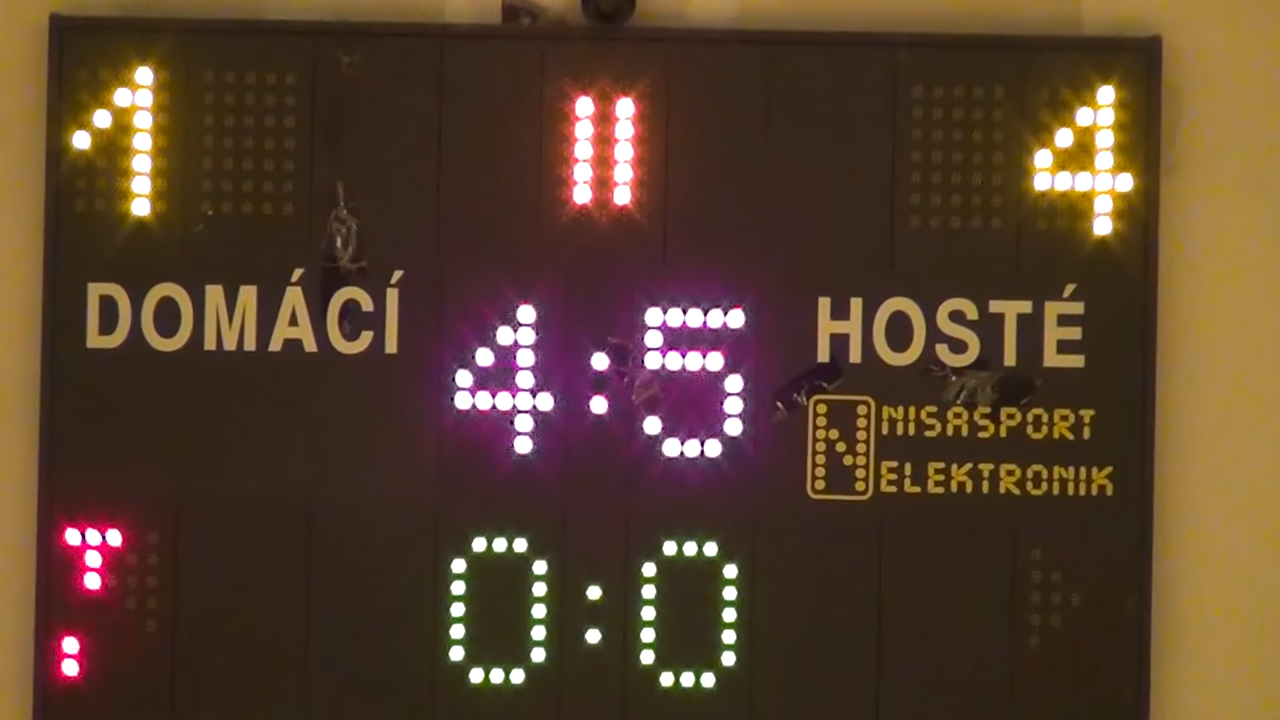 1 II 4
DOMÁCÍ 4:5 HOSTÉ
N NISASPORT
ELEKTRONIK
T 0:0
: